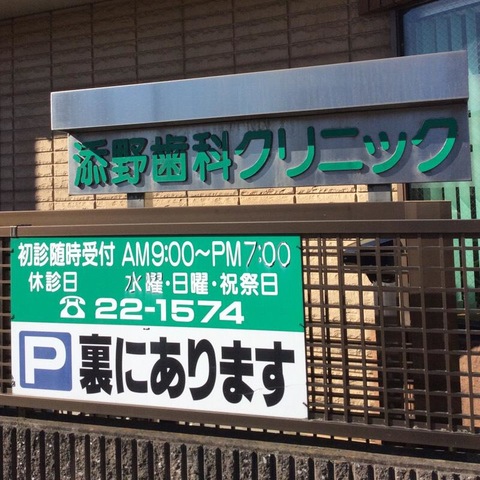 添野歯科クリニック
初診随時受付 AM9:00～PM7:00
休診日 水曜・日曜・祝祭日
☎22-1574
P 裏にあります